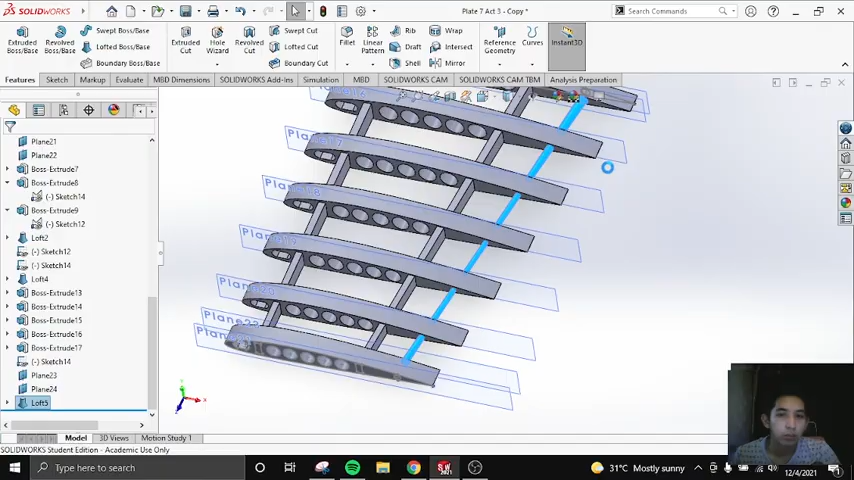 SOLIDWORKS
Plate 7 Act 3 - Copy *
Search Commands
Extruded Boss/Base
Revolved Boss/Base
Swept Boss/Base
Lofted Boss/Base
Boundary Boss/Base
Extruded Cut
Hole Wizard
Revolved Cut
Swept Cut
Lofted Cut
Boundary Cut
Fillet
Linear Pattern
Rib
Draft
Shell
Wrap
Intersect
Mirror
Reference Geometry
Curves
Instant3D
Features
Sketch
Markup
Evaluate
MBD Dimensions
SOLIDWORKS Add-Ins
Simulation
MBD
SOLIDWORKS CAM
SOLIDWORKS CAM TBM
Analysis Preparation
Plane21
Plane22
Boss-Extrude7
Boss-Extrude8
(-) Sketch14
Boss-Extrude9
(-) Sketch12
Loft2
(-) Sketch12
(-) Sketch14
Loft4
Boss-Extrude13
Boss-Extrude14
Boss-Extrude15
Boss-Extrude16
Boss-Extrude17
(-) Sketch14
Plane23
Plane24
Loft5
Model
3D Views
Motion Study 1
SOLIDWORKS Student Edition - Academic Use Only
Type here to search
31°C Mostly sunny
12/4/2021